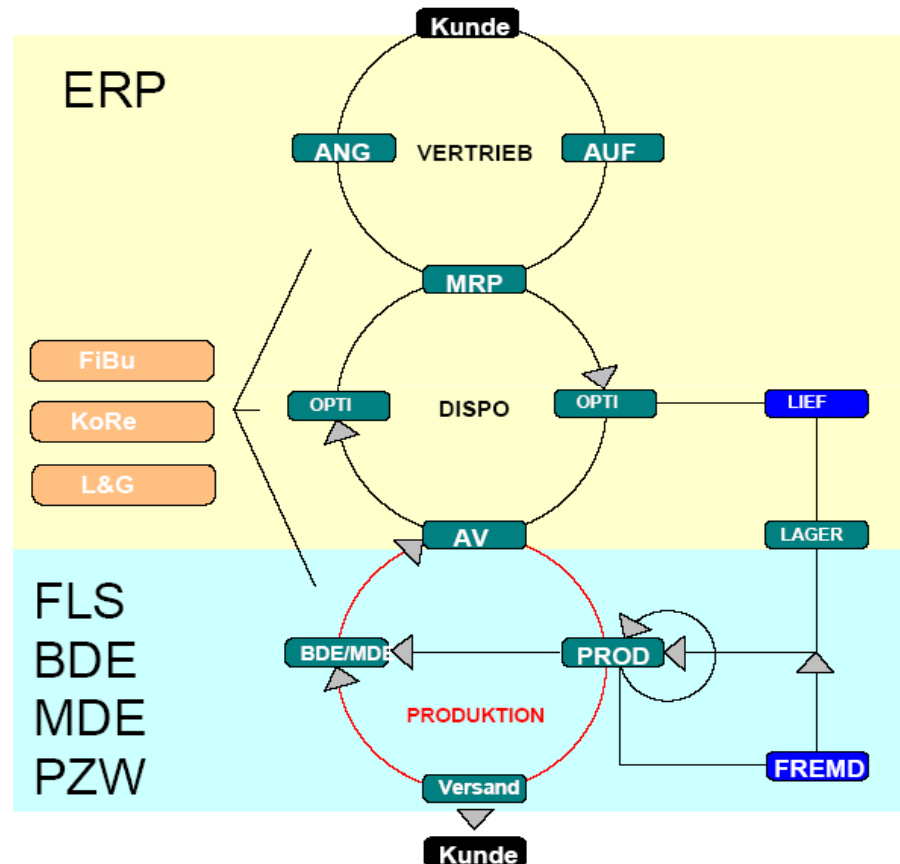 Kunde
ERP
ANG
VERTRIEB
AUF
MRP
FiBu
OPTI
DISPO
OPTI
LIEF
KoRe
L&G
AV
LAGER
FLS
BDE
MDE
PZW
BDE/MDE
PROD
PRODUKTION
FREMD
Versand
Kunde